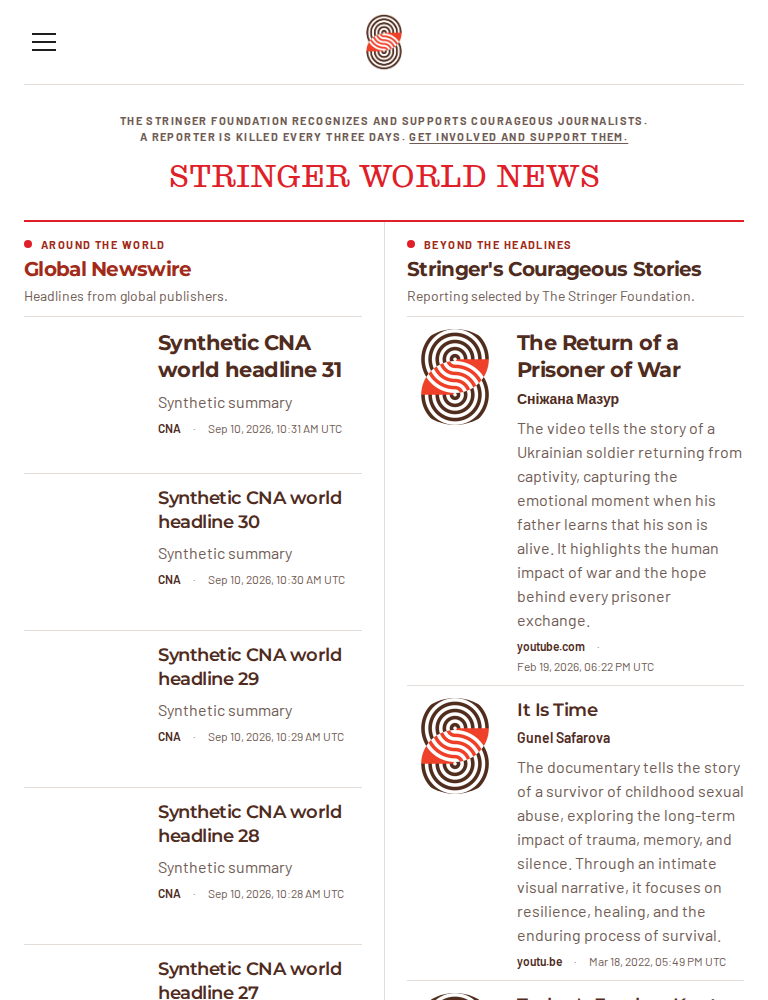 THE STRINGER FOUNDATION RECOGNIZES AND SUPPORTS COURAGEOUS JOURNALISTS.
A REPORTER IS KILLED EVERY THREE DAYS. GET INVOLVED AND SUPPORT THEM.
STRINGER WORLD NEWS
AROUND THE WORLD
Global Newswire
Headlines from global publishers.
Synthetic CNA
world headline 31
Synthetic summary
CNA · Sep 10, 2026, 10:31 AM UTC
Synthetic CNA world
headline 30
Synthetic summary
CNA · Sep 10, 2026, 10:30 AM UTC
Synthetic CNA world
headline 29
Synthetic summary
CNA · Sep 10, 2026, 10:29 AM UTC
Synthetic CNA world
headline 28
Synthetic summary
CNA · Sep 10, 2026, 10:28 AM UTC
Synthetic CNA world
headline 27
BEYOND THE HEADLINES
Stringer's Courageous Stories
Reporting selected by The Stringer Foundation.
The Return of a
Prisoner of War
Сніжана Мазур
The video tells the story of a
Ukrainian soldier returning from
captivity, capturing the
emotional moment when his
father learns that his son is
alive. It highlights the human
impact of war and the hope
behind every prisoner
exchange.
youtube.com ·
Feb 19, 2026, 06:22 PM UTC
It Is Time
Gunel Safarova
The documentary tells the story
of a survivor of childhood sexual
abuse, exploring the long-term
impact of trauma, memory, and
silence. Through an intimate
visual narrative, it focuses on
resilience, healing, and the
enduring process of survival.
youtu.be · Mar 18, 2022, 05:49 PM UTC